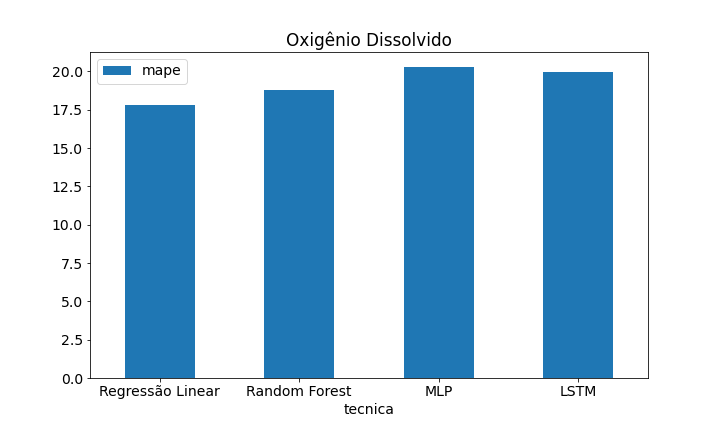 Oxigênio Dissolvido
mape
20.0
17.5
15.0
12.5
10.0
7.5
5.0
2.5
0.0
Regressão Linear Random Forest MLP LSTM
tecnica